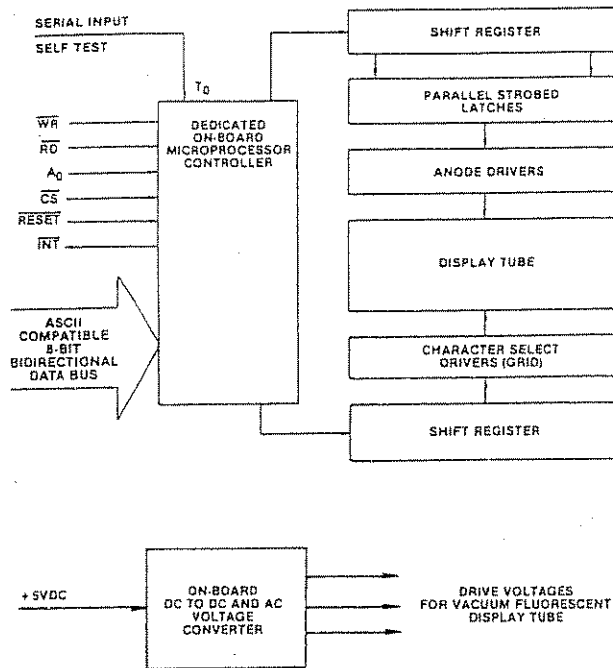 SERIAL INPUT
SELF TEST
T0
WR
RD
A0
CS
RESET
INT
DEDICATED
ON-BOARD
MICROPROCESSOR
CONTROLLER
ASCII
COMPATIBLE
8-BIT
BIDIRECTIONAL
DATA BUS
SHIFT REGISTER
PARALLEL STROBED
LATCHES
ANODE DRIVERS
DISPLAY TUBE
CHARACTER SELECT
DRIVERS (GRID)
SHIFT REGISTER
+ 5VDC
ON-BOARD
DC TO DC AND AC
VOLTAGE
CONVERTER
DRIVE VOLTAGES
FOR VACUUM FLUORESCENT
DISPLAY TUBE